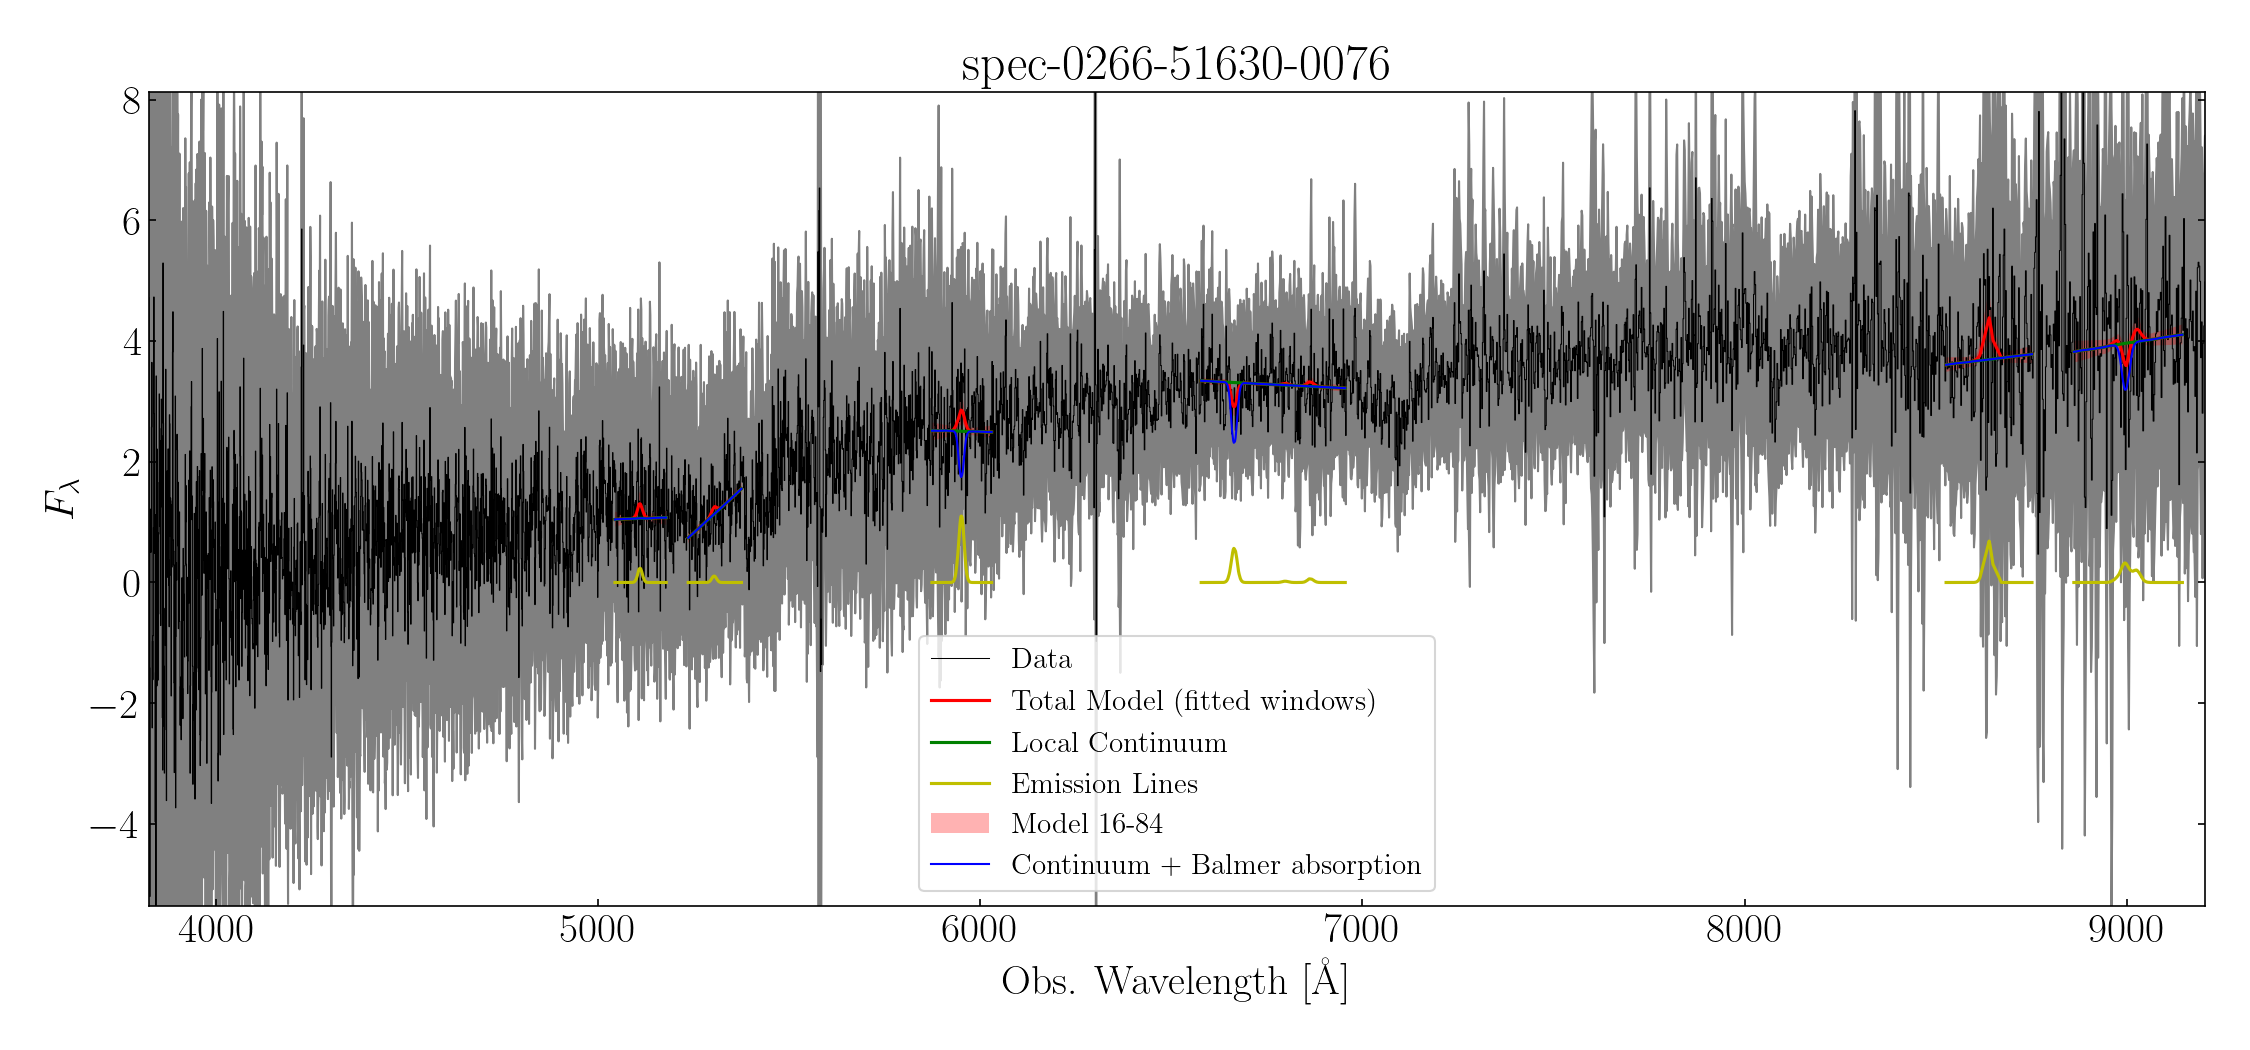 spec-0266-51630-0076
8
6
4
2
0
−2
−4
Fλ
4000 5000 6000 7000 8000 9000
Obs. Wavelength [Å]
Data
Total Model (fitted windows)
Local Continuum
Emission Lines
Model 16-84
Continuum + Balmer absorption